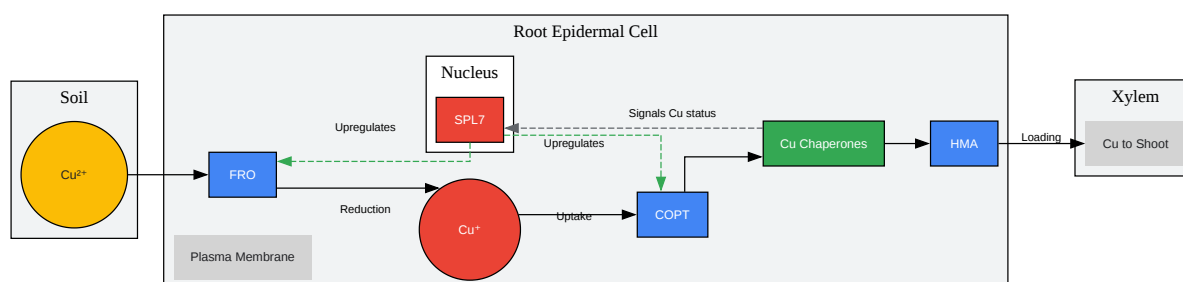 Root Epidermal Cell
Soil
Nucleus
Xylem
SPL7
Signals Cu status
Upregulates
Upregulates
Cu Chaperones
HMA
Loading
Cu to Shoot
Cu²⁺
FRO
Reduction
Cu⁺
Uptake
COPT
Plasma Membrane